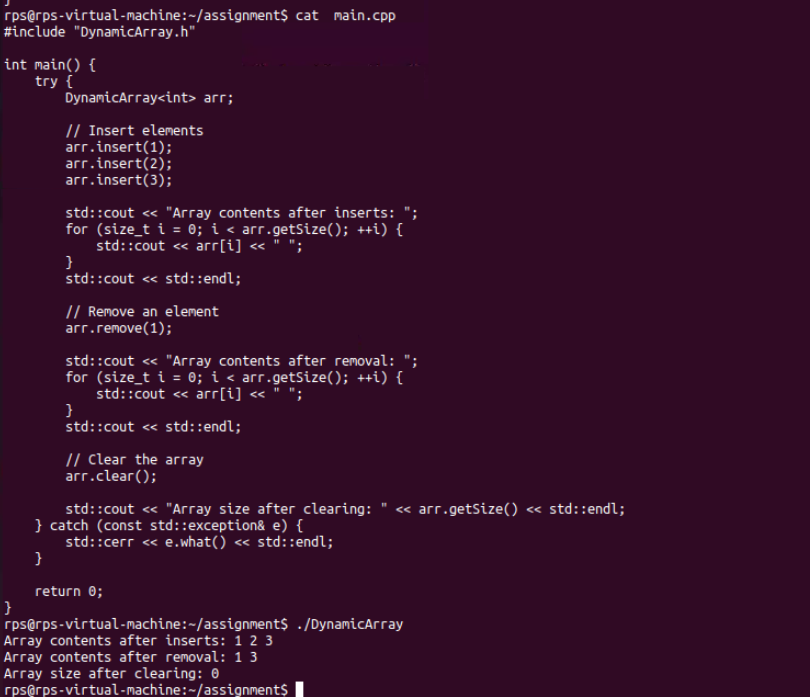 }
rps@rps-virtual-machine:~/assignment$ cat  main.cpp
#include "DynamicArray.h"

int main() {
    try {
        DynamicArray<int> arr;

        // Insert elements
        arr.insert(1);
        arr.insert(2);
        arr.insert(3);

        std::cout << "Array contents after inserts: ";
        for (size_t i = 0; i < arr.getSize(); ++i) {
            std::cout << arr[i] << " ";
        }
        std::cout << std::endl;

        // Remove an element
        arr.remove(1);

        std::cout << "Array contents after removal: ";
        for (size_t i = 0; i < arr.getSize(); ++i) {
            std::cout << arr[i] << " ";
        }
        std::cout << std::endl;

        // Clear the array
        arr.clear();

        std::cout << "Array size after clearing: " << arr.getSize() << std::endl;
    } catch (const std::exception& e) {
        std::cerr << e.what() << std::endl;
    }

    return 0;
}
rps@rps-virtual-machine:~/assignment$ ./DynamicArray
Array contents after inserts: 1 2 3
Array contents after removal: 1 3
Array size after clearing: 0
rps@rps-virtual-machine:~/assignment$